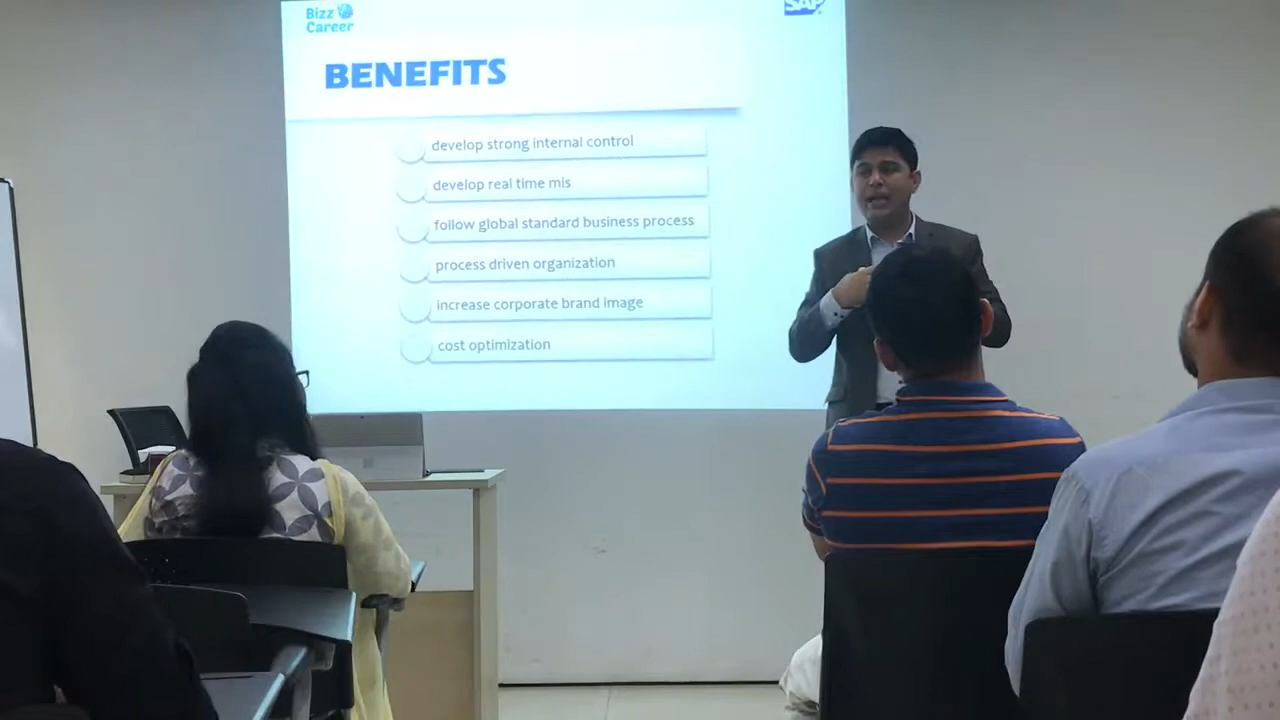 Bizz
Career
SAP
BENEFITS
develop strong internal control
develop real time mis
follow global standard business process
process driven organization
increase corporate brand image
cost optimization